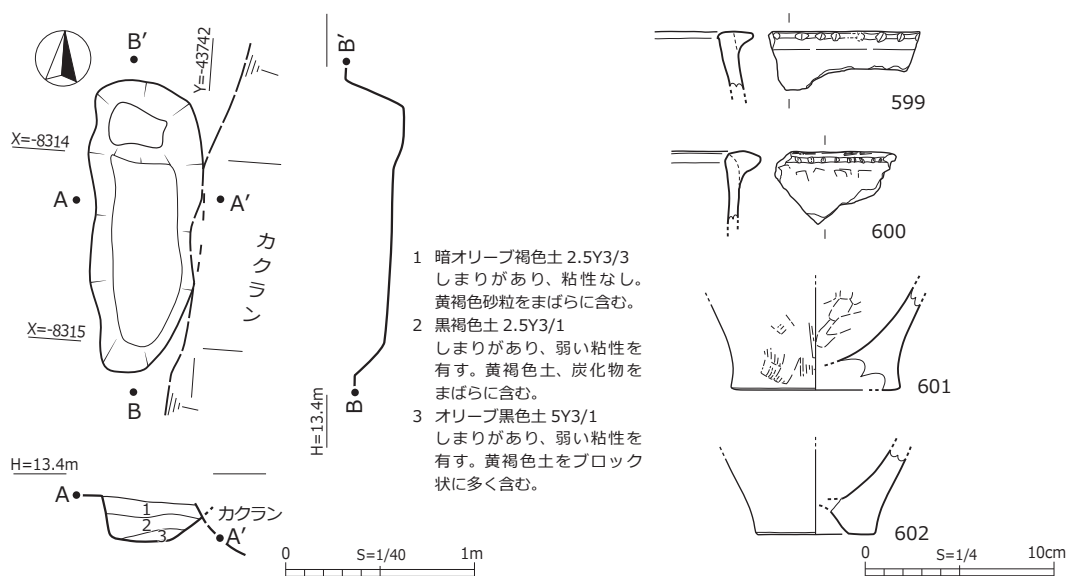 B'
Y=-43742
X=-8314
A
A'
カクラン
X=-8315
B
B'
B
H=13.4m
1 暗オリーブ褐色土 2.5Y3/3
しまりがあり、粘性なし。
黄褐色砂粒をまばらに含む。
2 黒褐色土 2.5Y3/1
しまりがあり、弱い粘性を
有す。黄褐色土、炭化物を
まばらに含む。
3 オリーブ黒色土 5Y3/1
しまりがあり、弱い粘性を
有す。黄褐色土をブロック
状に多く含む。
H=13.4m
A
1
2
3
カクラン
A'
0 S=1/40 1m
599
600
601
602
0 S=1/4 10cm